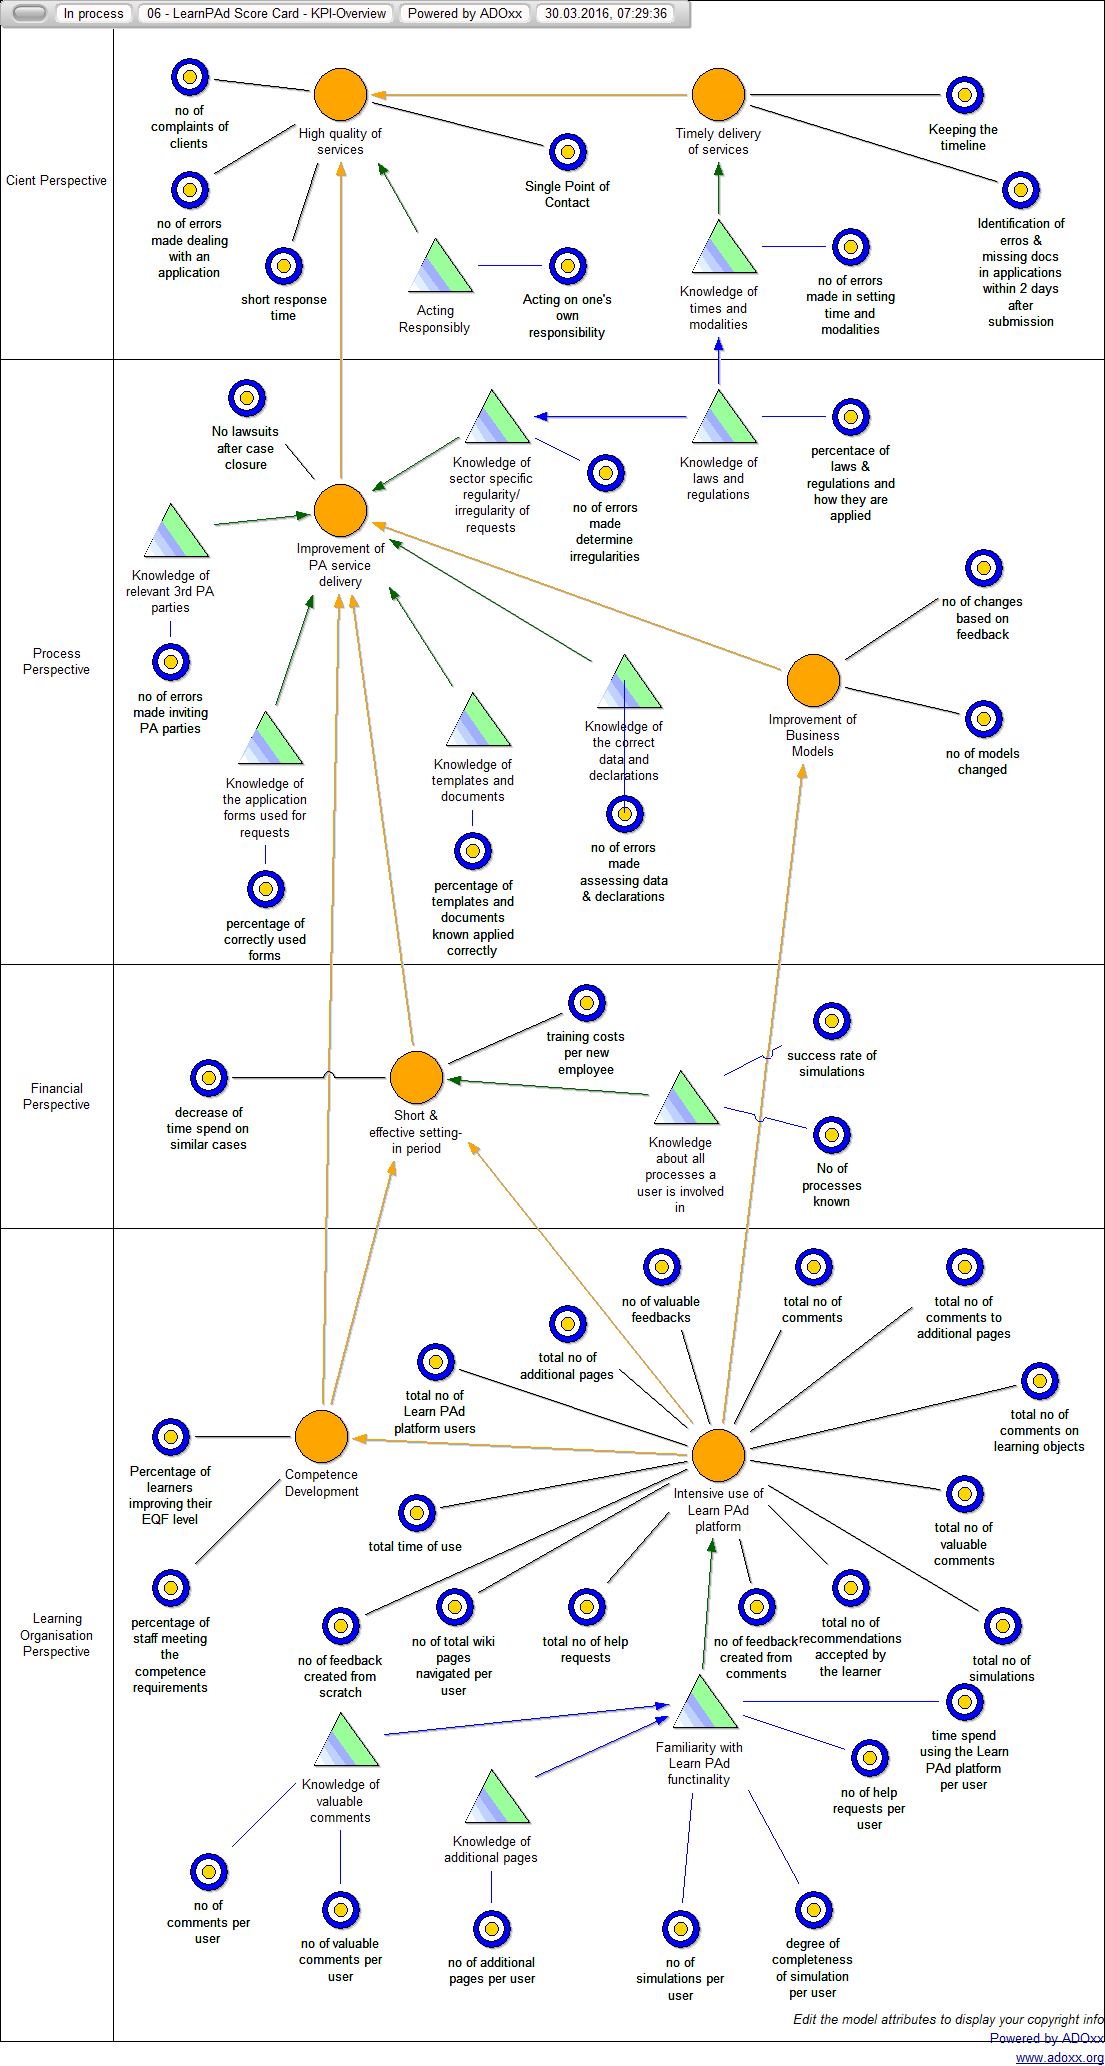 In process
06 - LearnPAd Score Card - KPI-Overview
Powered by ADOxx
30.03.2016, 07:29:36
Cient Perspective
no of
complaints of
clients
High quality of
services
Timely delivery
of services
Keeping the
timeline
Single Point of
Contact
no of errors
made dealing
with an
application
short response
time
Acting
Responsibly
Acting on one's
own
responsibility
Knowledge of
times and
modalities
no of errors
made in setting
time and
modalities
Identification of
erros &
missing docs
in applications
within 2 days
after
submission
Process
Perspective
No lawsuits
after case
closure
Knowledge of
sector specific
regularity/
irregularity of
requests
no of errors
made
determine
irregularities
Knowledge of
laws and
regulations
percentace of
laws &
regulations and
how they are
applied
Improvement of
PA service
delivery
Knowledge of
relevant 3rd PA
parties
no of errors
made inviting
PA parties
no of changes
based on
feedback
Knowledge of
the application
forms used for
requests
percentage of
correctly used
forms
Knowledge of
templates and
documents
percentage of
templates and
documents
known applied
correctly
Knowledge of
the correct
data and
declarations
no of errors
made
assessing data
& declarations
Improvement of
Business
Models
no of models
changed
Financial
Perspective
training costs
per new
employee
success rate of
simulations
decrease of
time spend on
similar cases
Short &
effective setting-
in period
Knowledge
about all
processes a
user is involved
in
No of
processes
known
Learning
Organisation
Perspective
no of valuable
feedbacks
total no of
comments
total no of
comments to
additional pages
total no of
additional pages
total no of
Learn PAd
platform users
total no of
comments on
learning objects
Percentage of
learners
improving their
EQF level
Competence
Development
Intensive use of
Learn PAd
platform
total time of use
total no of
valuable
comments
percentage of
staff meeting
the
competence
requirements
no of feedback
created from
scratch
no of total wiki
pages
navigated per
user
total no of help
requests
no of feedback
created from
comments
total no of
recommendations
accepted by
the learner
total no of
simulations
Knowledge of
valuable
comments
Familiarity with
Learn PAd
functinality
time spend
using the Learn
PAd platform
per user
no of help
requests per
user
Knowledge of
additional pages
no of
comments per
user
no of valuable
comments per
user
no of additional
pages per user
no of
simulations per
user
degree of
completeness
of simulation
per user
Edit the model attributes to display your copyright info
Powered by ADOxx
www.adoxx.org